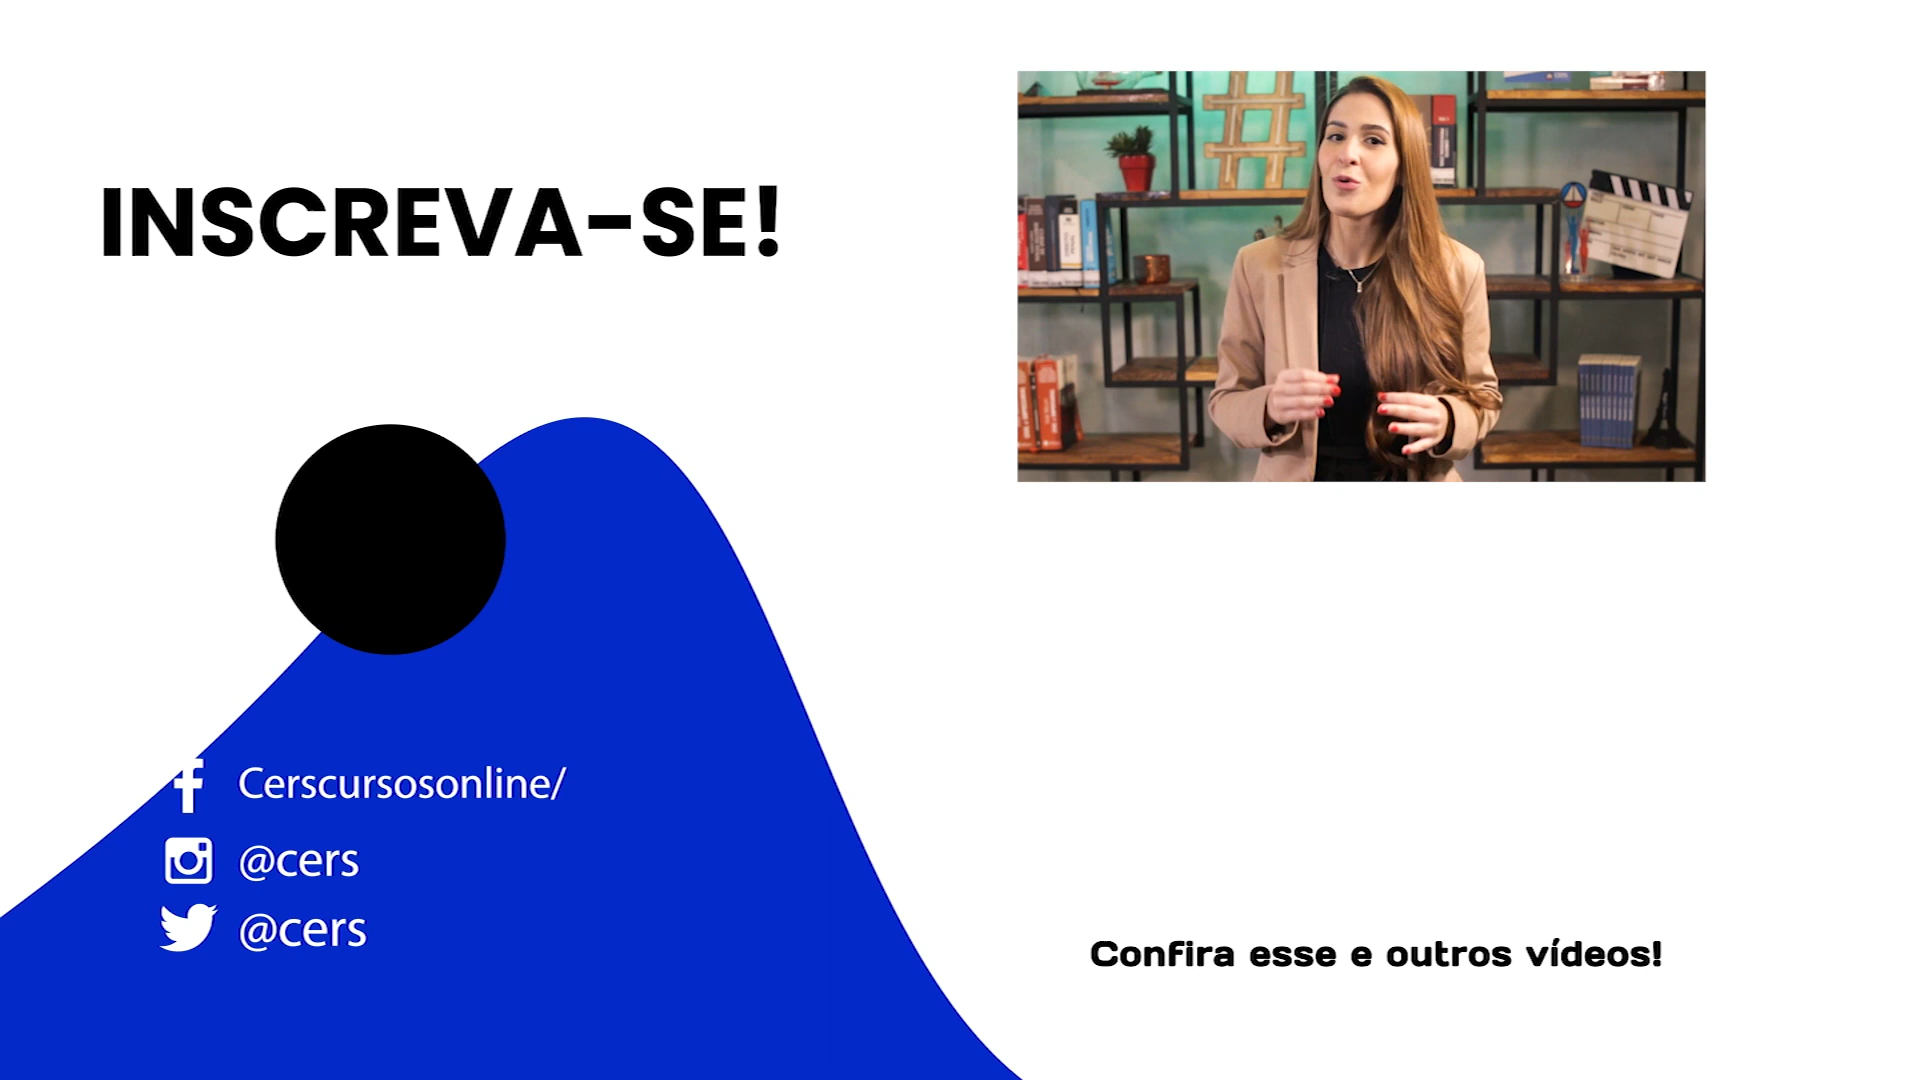 INSCREVA-SE!
Cerscursosonline/
@cers
@cers
Confira esse e outros vídeos!